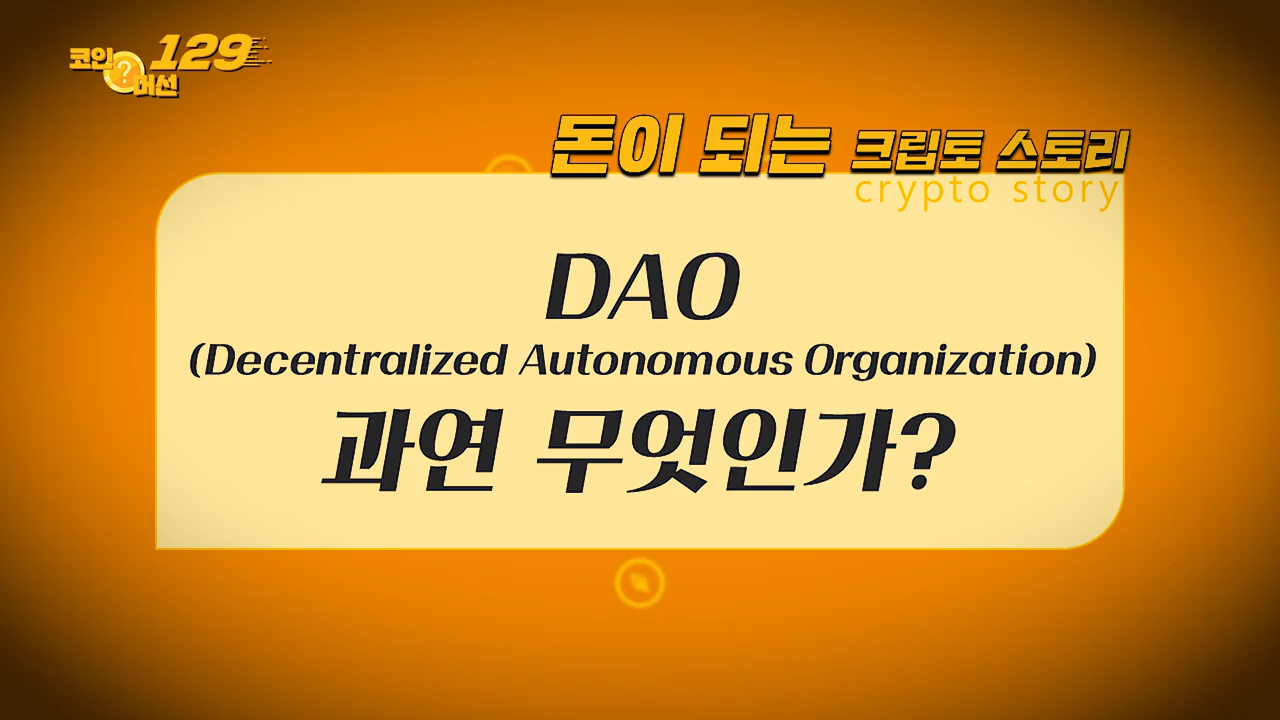 코인 129
?
머선
돈이 되는 크립토 스토리
crypto story
DAO
(Decentralized Autonomous Organization)
과연 무엇인가?